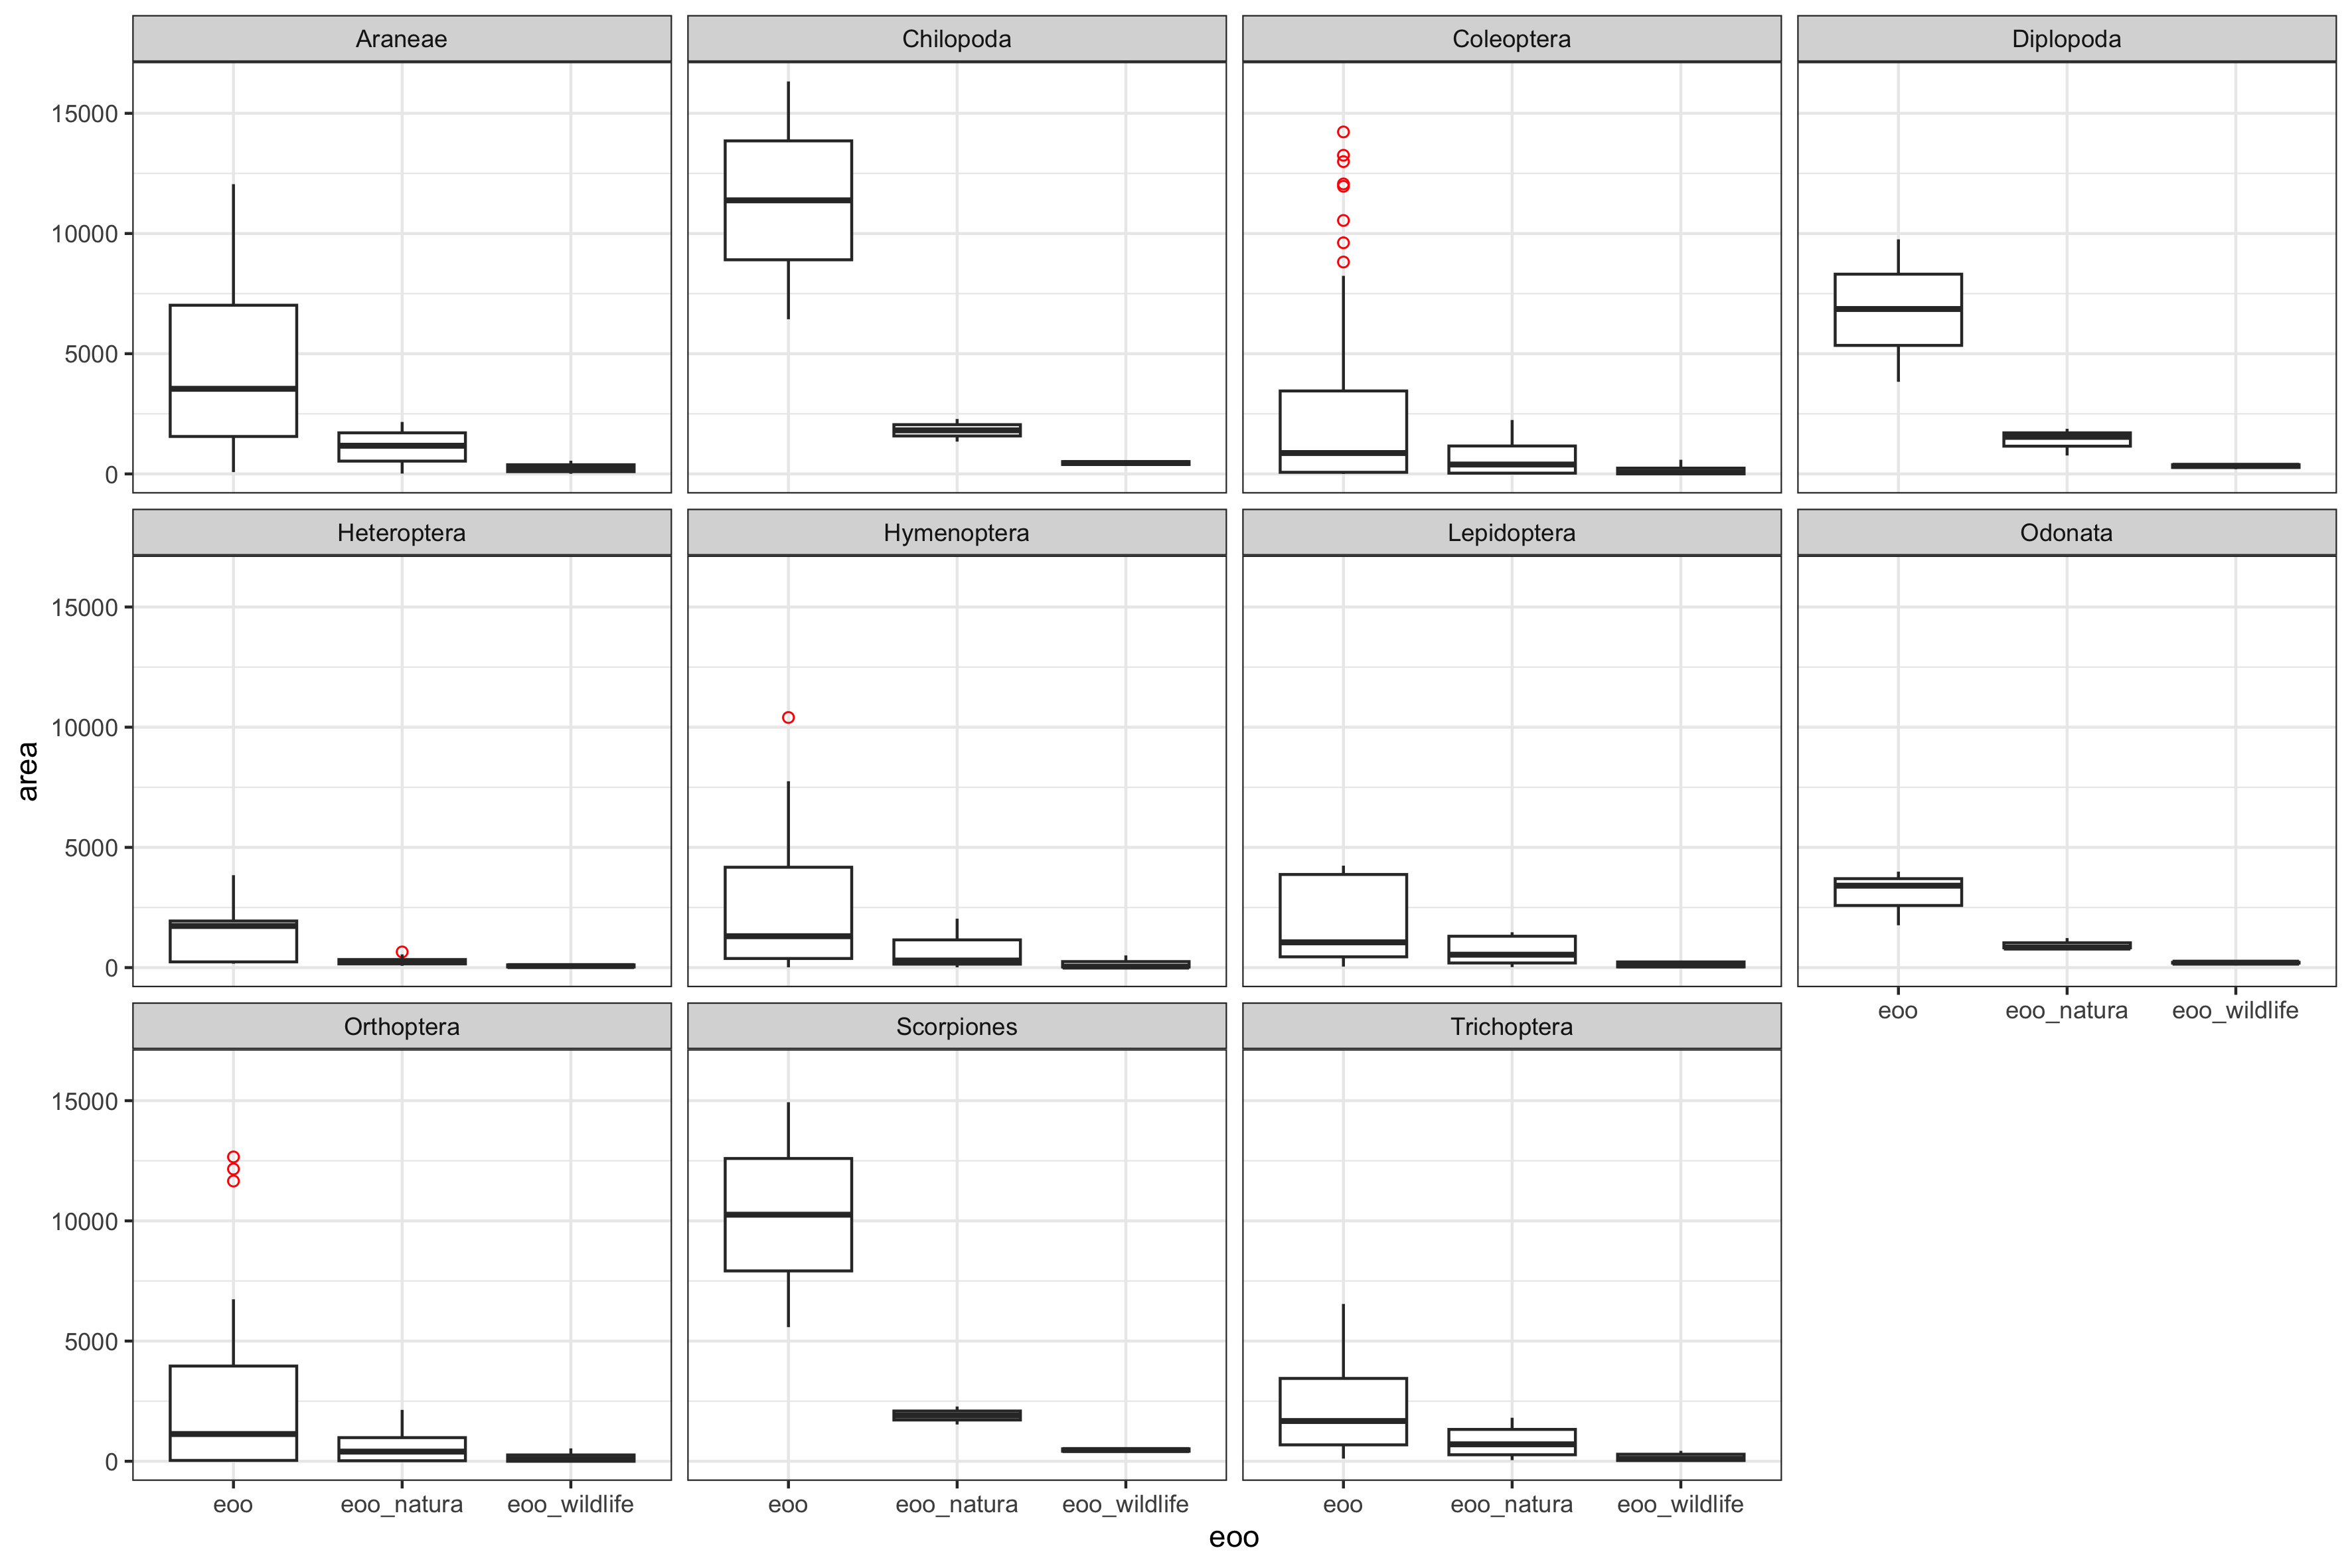 Araneae Chilopoda Coleoptera Diplopoda
15000
10000
5000
0
Heteroptera Hymenoptera Lepidoptera Odonata
15000
10000
5000
0
eoo eoo_natura eoo_wildlife
Orthoptera Scorpiones Trichoptera
15000
10000
5000
0
eoo eoo_natura eoo_wildlife eoo eoo_natura eoo_wildlife eoo eoo_natura eoo_wildlife
eoo
area